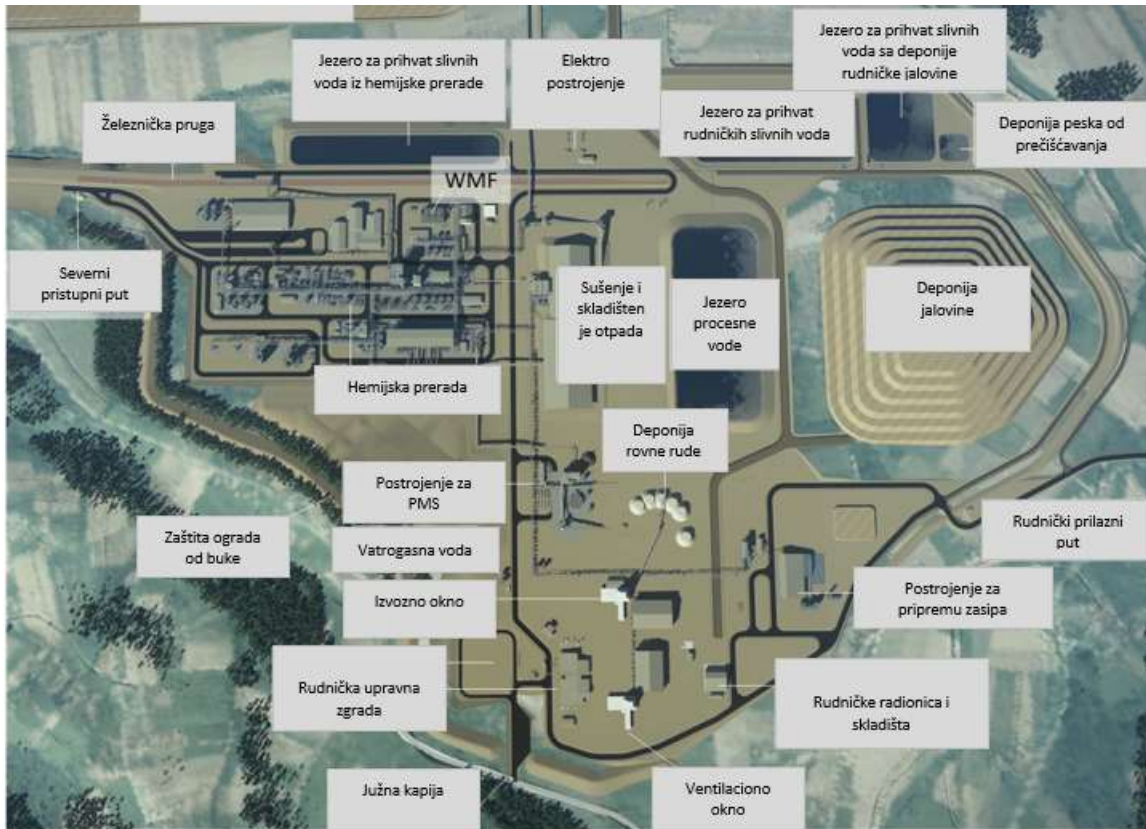 Jezero za prihvat slivnih
voda iz hemijske prerade
Elektro
postrojenje
Jezero za prihvat slivnih
voda sa deponije
rudničke jalovine
Železnička pruga
Jezero za prihvat
rudničkih slivnih voda
Deponija peska od
prečišćavanja
WMF
Severni
pristupni put
Sušenje i
skladišten
je otpada
Jezero
procesne
vode
Deponija
jalovine
Hemijska prerada
Deponija
rovne rude
Postrojenje za
PMS
Zaštita ograda
od buke
Vatrogasna voda
Rudnički prilazni
put
Izvozno okno
Postrojenje za
pripremu zasipa
Rudnička upravna
zgrada
Rudničke radionica i
skladišta
Južna kapija
Ventilaciono
okno